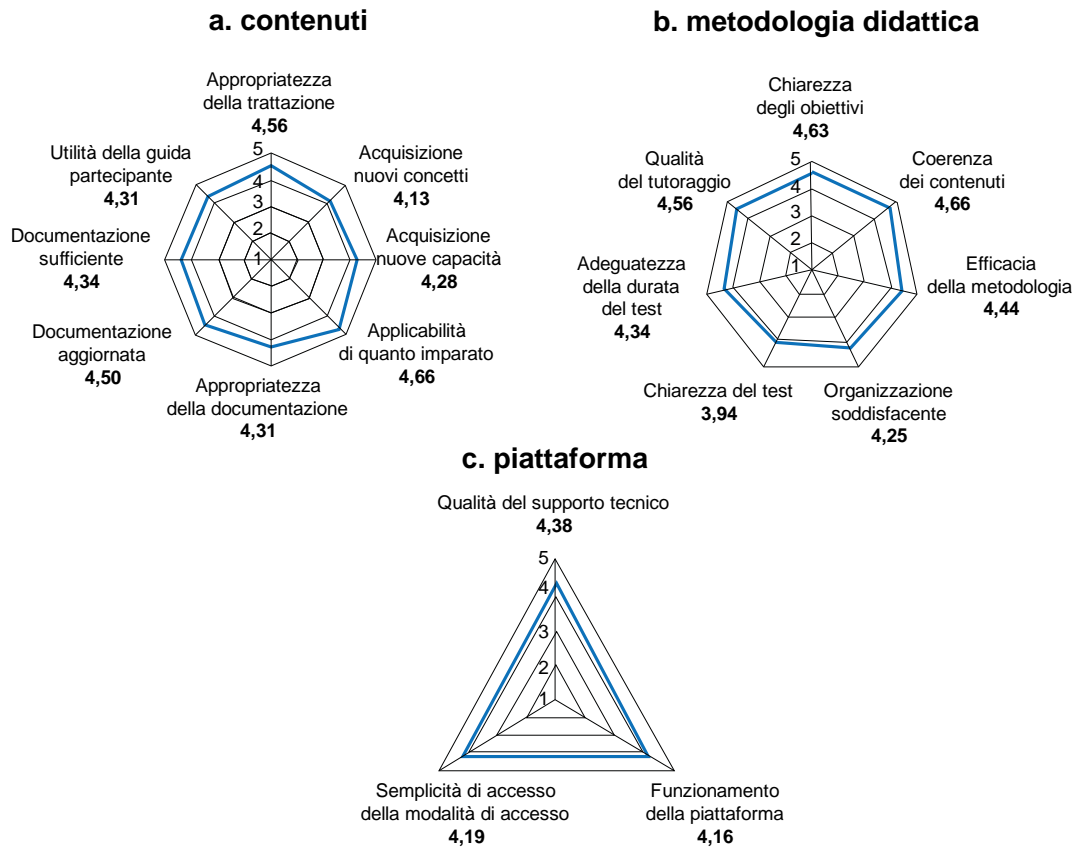 a. contenuti
Appropriatezza
della trattazione
4,56
Utilità della guida
partecipante
4,31
Acquisizione
nuovi concetti
4,13
Documentazione
sufficiente
4,34
Acquisizione
nuove capacità
4,28
Documentazione
aggiornata
4,50
Applicabilità
di quanto imparato
4,66
Appropriatezza
della documentazione
4,31
5
4
3
2
1
b. metodologia didattica
Chiarezza
degli obiettivi
4,63
Qualità
del tutoraggio
4,56
Coerenza
dei contenuti
4,66
Adeguatezza
della durata
del test
4,34
Efficacia
della metodologia
4,44
Chiarezza del test
3,94
Organizzazione
soddisfacente
4,25
5
4
3
2
1
c. piattaforma
Qualità del supporto tecnico
4,38
5
4
3
2
1
Semplicità di accesso
della modalità di accesso
4,19
Funzionamento
della piattaforma
4,16